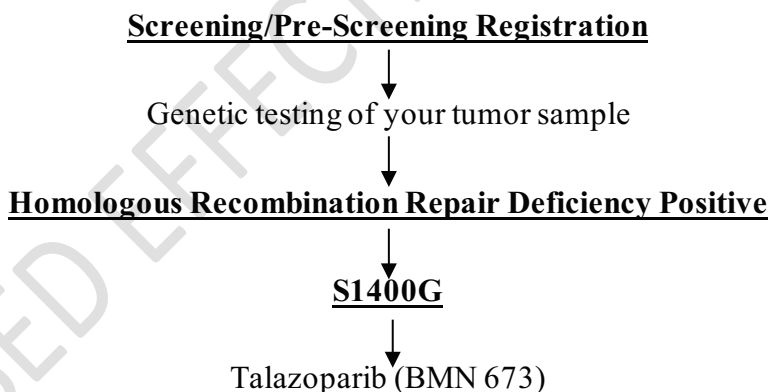 Screening/Pre-Screening Registration
Genetic testing of your tumor sample
Homologous Recombination Repair Deficiency Positive
S1400G
Talazoparib (BMN 673)